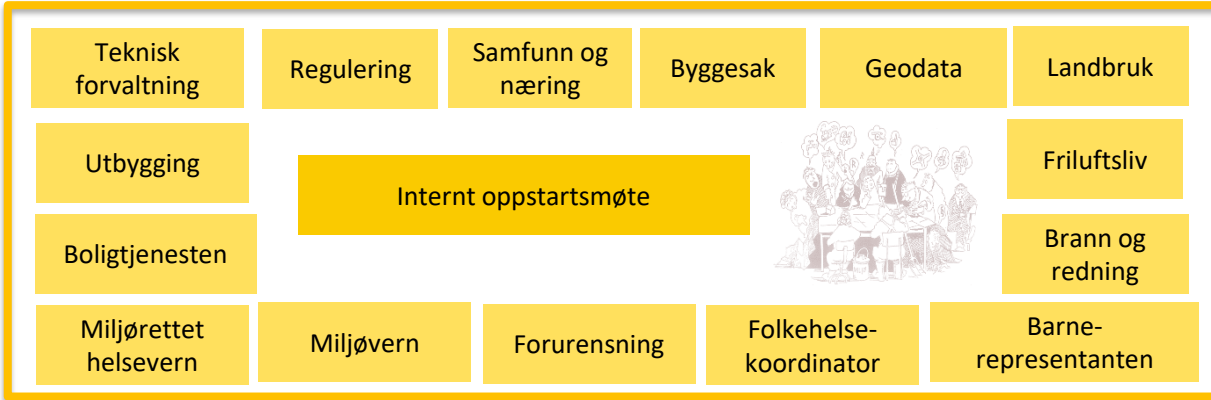 Teknisk
forvaltning
Regulering
Samfunn og
næring
Byggesak
Geodata
Landbruk
Utbygging
Internt oppstartsmøte
Friluftsliv
Boligtjenesten
Brann og
redning
Miljørettet
helsevern
Miljøvern
Forurensning
Folkehelse-
koordinator
Barne-
representanten